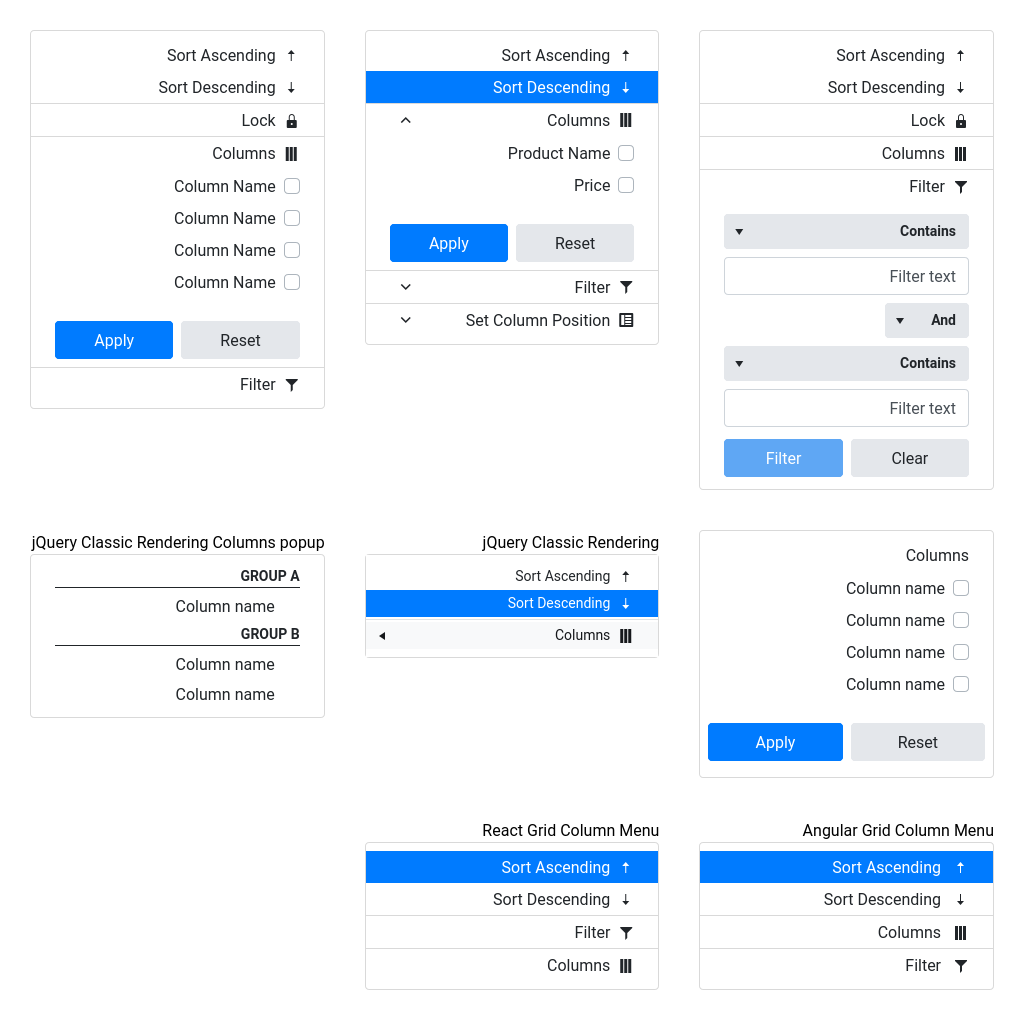 Sort Ascending
Sort Descending
Lock
Columns
Column Name
Column Name
Column Name
Column Name
Apply Reset
Filter
Sort Ascending
Sort Descending
Columns
Product Name
Price
Apply Reset
Filter
Set Column Position
Sort Ascending
Sort Descending
Lock
Columns
Filter
Contains
Filter text
And
Contains
Filter text
Filter Clear
jQuery Classic Rendering Columns popup
GROUP A
Column name
GROUP B
Column name
Column name
jQuery Classic Rendering
Sort Ascending
Sort Descending
Columns
Columns
Column name
Column name
Column name
Column name
Apply Reset
React Grid Column Menu
Sort Ascending
Sort Descending
Filter
Columns
Angular Grid Column Menu
Sort Ascending
Sort Descending
Columns
Filter